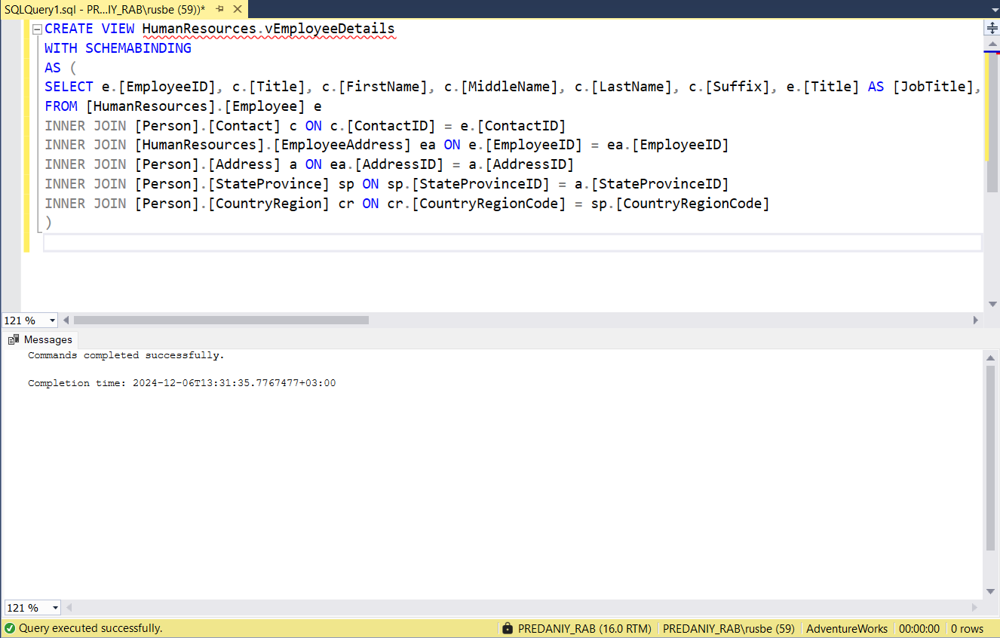 SQLQuery1.sql - PR...IY_RAB\rusbe (59))*
CREATE VIEW HumanResources.vEmployeeDetails
WITH SCHEMABINDING
AS (
SELECT e.[EmployeeID], c.[Title], c.[FirstName], c.[MiddleName], c.[LastName], c.[Suffix], e.[Title] AS [JobTitle],
FROM [HumanResources].[Employee] e
INNER JOIN [Person].[Contact] c ON c.[ContactID] = e.[ContactID]
INNER JOIN [HumanResources].[EmployeeAddress] ea ON e.[EmployeeID] = ea.[EmployeeID]
INNER JOIN [Person].[Address] a ON ea.[AddressID] = a.[AddressID]
INNER JOIN [Person].[StateProvince] sp ON sp.[StateProvinceID] = a.[StateProvinceID]
INNER JOIN [Person].[CountryRegion] cr ON cr.[CountryRegionCode] = sp.[CountryRegionCode]
)
121 %
Messages
Commands completed successfully.
Completion time: 2024-12-06T13:31:35.7767477+03:00
121 %
Query executed successfully. PREDANIY_RAB (16.0 RTM) PREDANIY_RAB\rusbe (59) AdventureWorks 00:00:00 0 rows